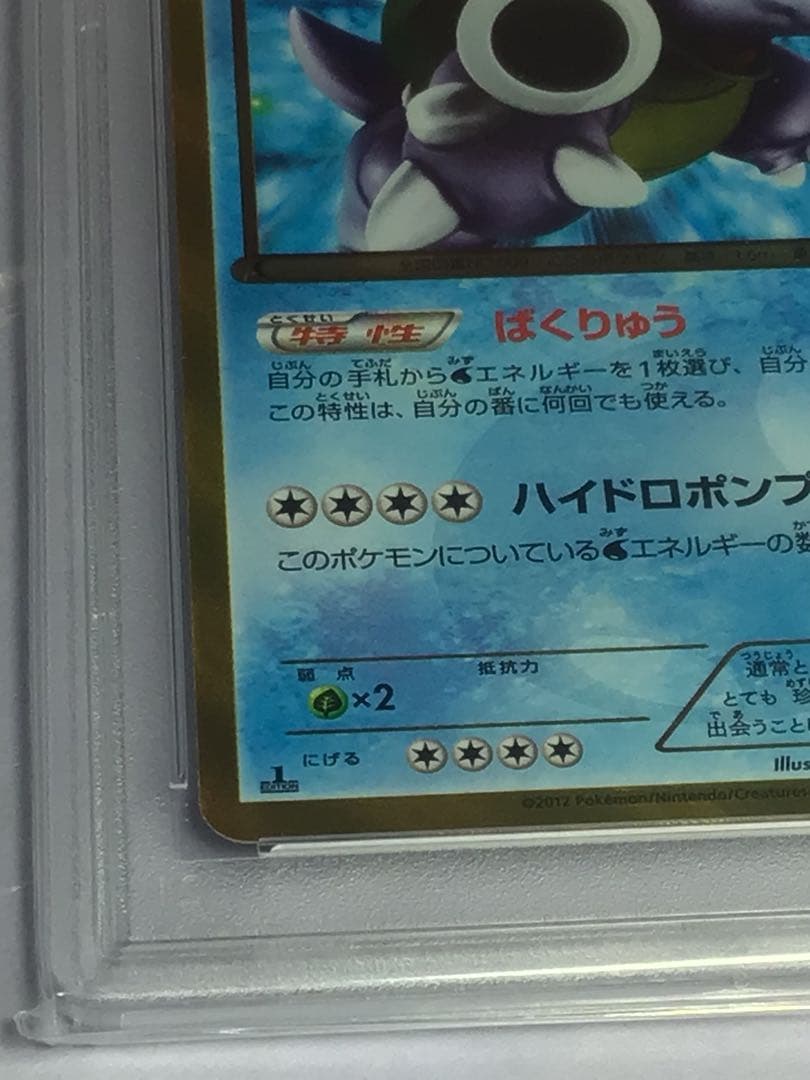 特性 ばくりゅう
自分の手札からエネルギーを1枚選び、自分
この特性は、自分の番に何回でも使える。
ハイドロポンプ
このポケモンについているエネルギーの数
弱点 抵抗力
×2
にげる
通常と
とても 珍
出会うこと
Illus
1 EDITION
©2012 Pokémon/Nintendo/Creatures